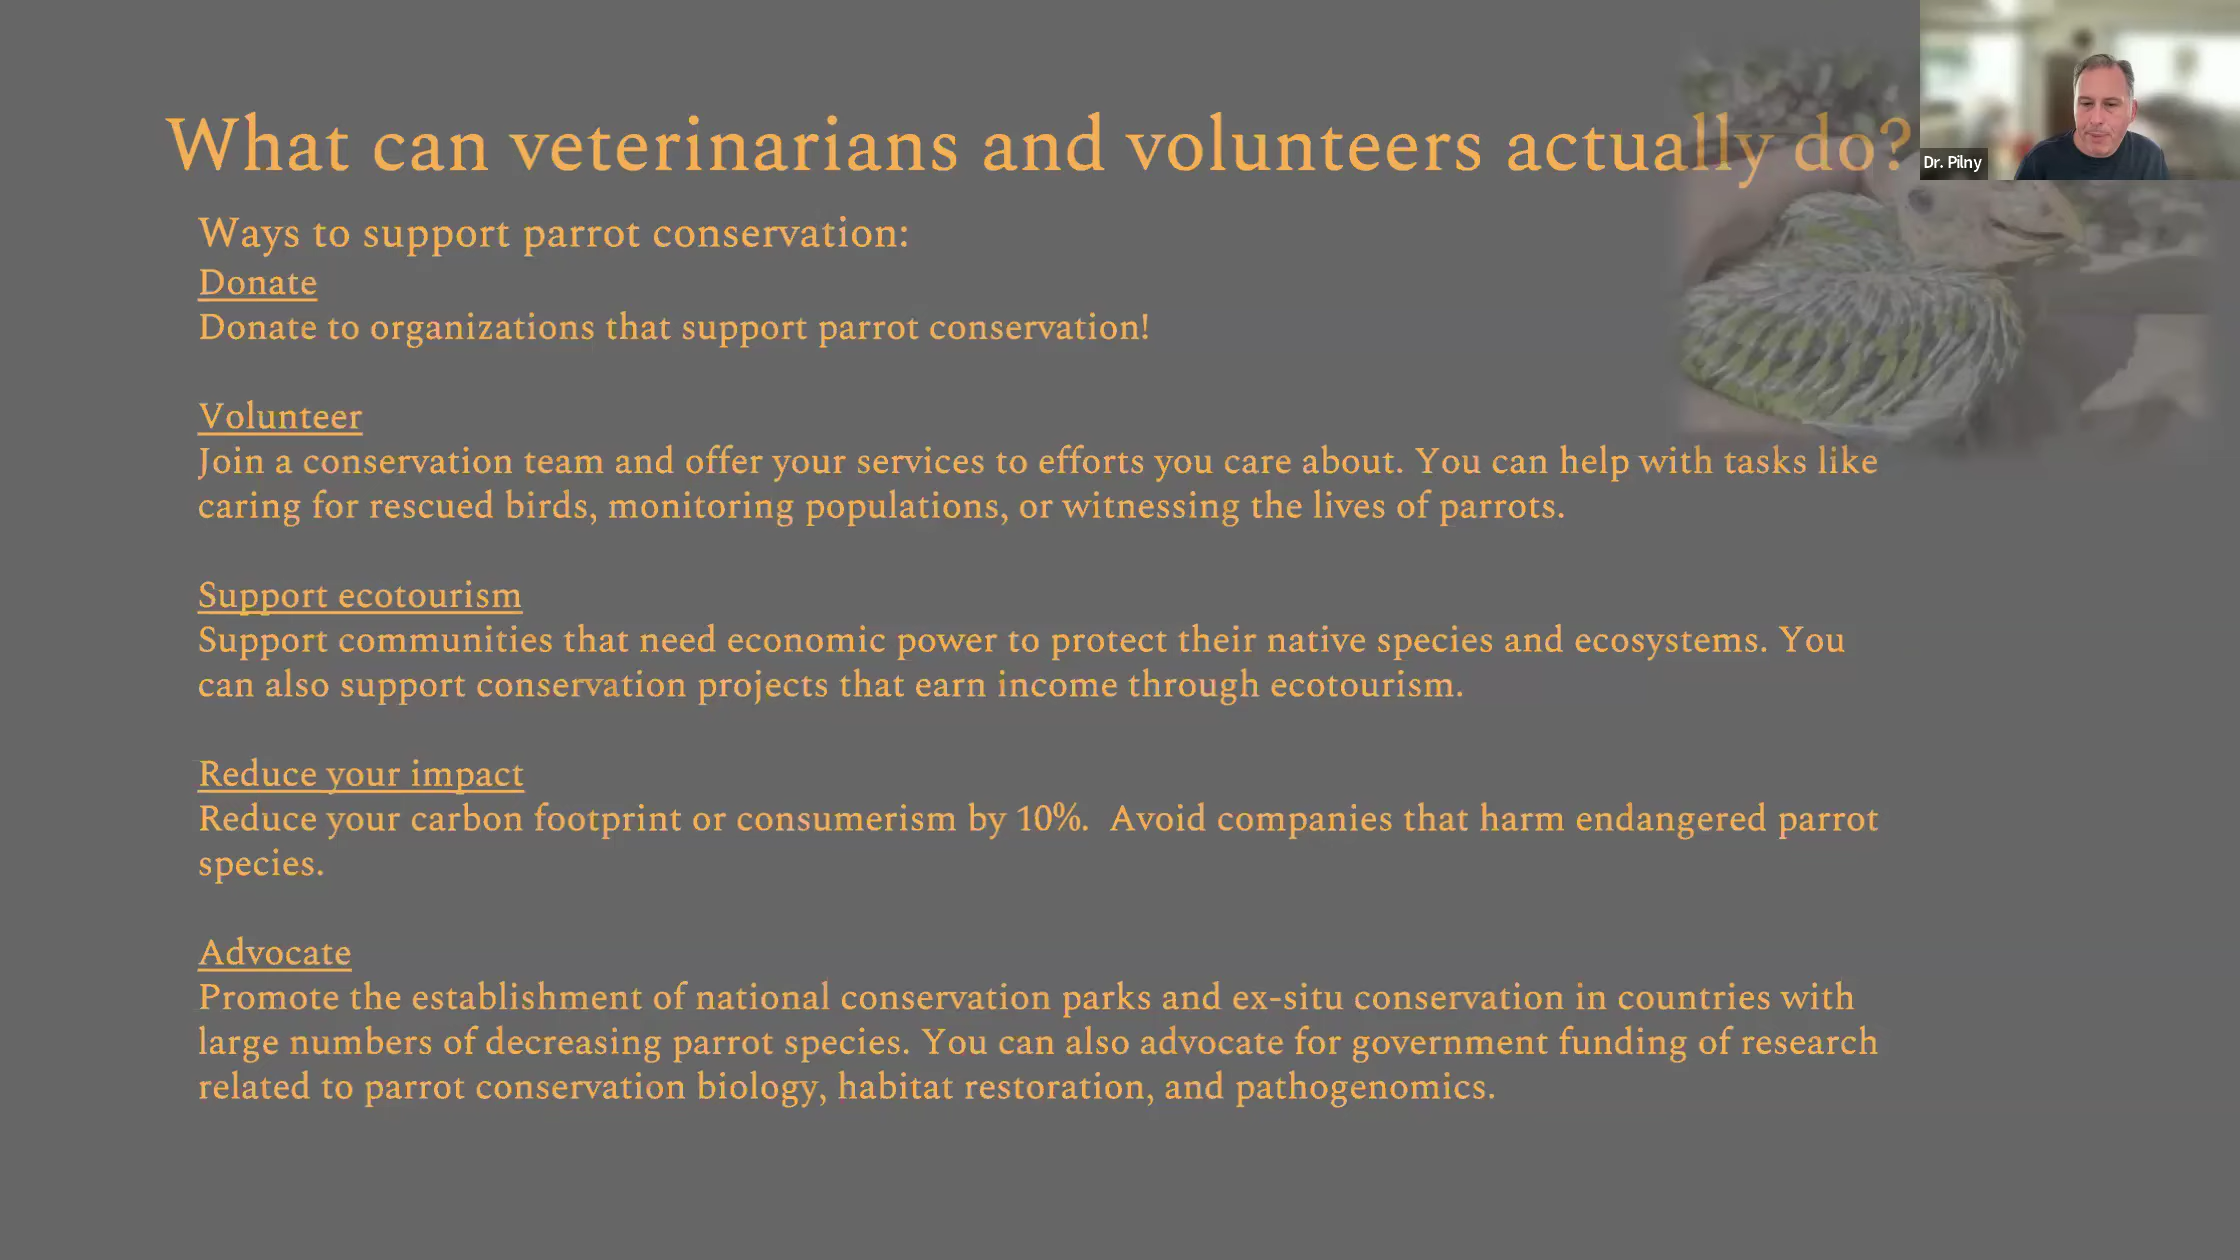 What can veterinarians and volunteers actually do?
Dr. Pilny
Ways to support parrot conservation:
Donate
Donate to organizations that support parrot conservation!
Volunteer
Join a conservation team and offer your services to efforts you care about. You can help with tasks like
caring for rescued birds, monitoring populations, or witnessing the lives of parrots.
Support ecotourism
Support communities that need economic power to protect their native species and ecosystems. You
can also support conservation projects that earn income through ecotourism.
Reduce your impact
Reduce your carbon footprint or consumerism by 10%.  Avoid companies that harm endangered parrot
species.
Advocate
Promote the establishment of national conservation parks and ex-situ conservation in countries with
large numbers of decreasing parrot species. You can also advocate for government funding of research
related to parrot conservation biology, habitat restoration, and pathogenomics.